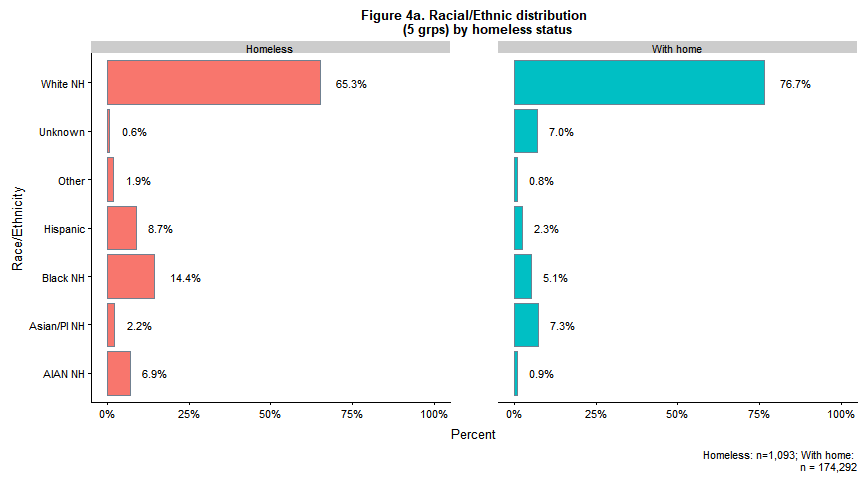 Figure 4a. Racial/Ethnic distribution
(5 grps) by homeless status
Homeless
With home
Race/Ethnicity
White NH
65.3%
76.7%
Unknown
0.6%
7.0%
Other
1.9%
0.8%
Hispanic
8.7%
2.3%
Black NH
14.4%
5.1%
Asian/PI NH
2.2%
7.3%
AIAN NH
6.9%
0.9%
0% 25% 50% 75% 100%
0% 25% 50% 75% 100%
Percent
Homeless: n=1,093; With home:
n = 174,292